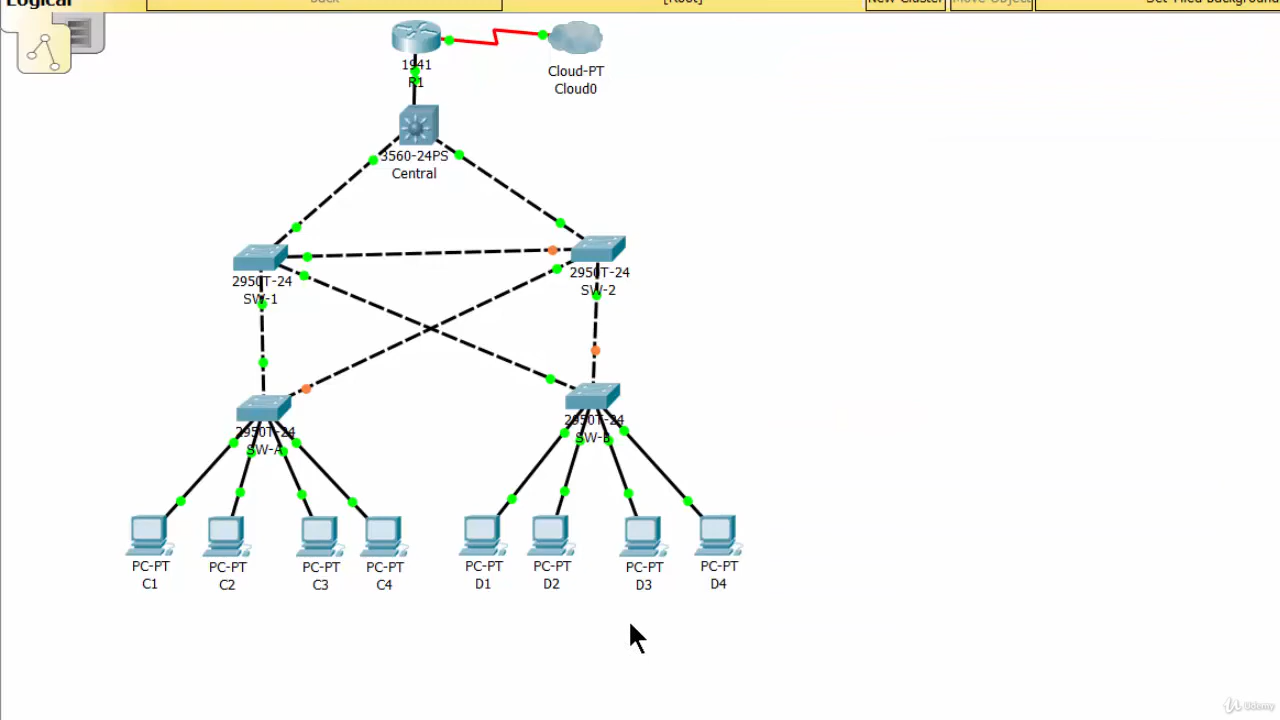 Logical
Back
[Root]
New Cluster
Move Object
Set Tiled Background
1941
R1
Cloud-PT
Cloud0
3560-24PS
Central
2950T-24
SW-1
2950T-24
SW-2
2950T-24
SW-A
2950T-24
SW-B
PC-PT
C1
PC-PT
C2
PC-PT
C3
PC-PT
C4
PC-PT
D1
PC-PT
D2
PC-PT
D3
PC-PT
D4
Udemy